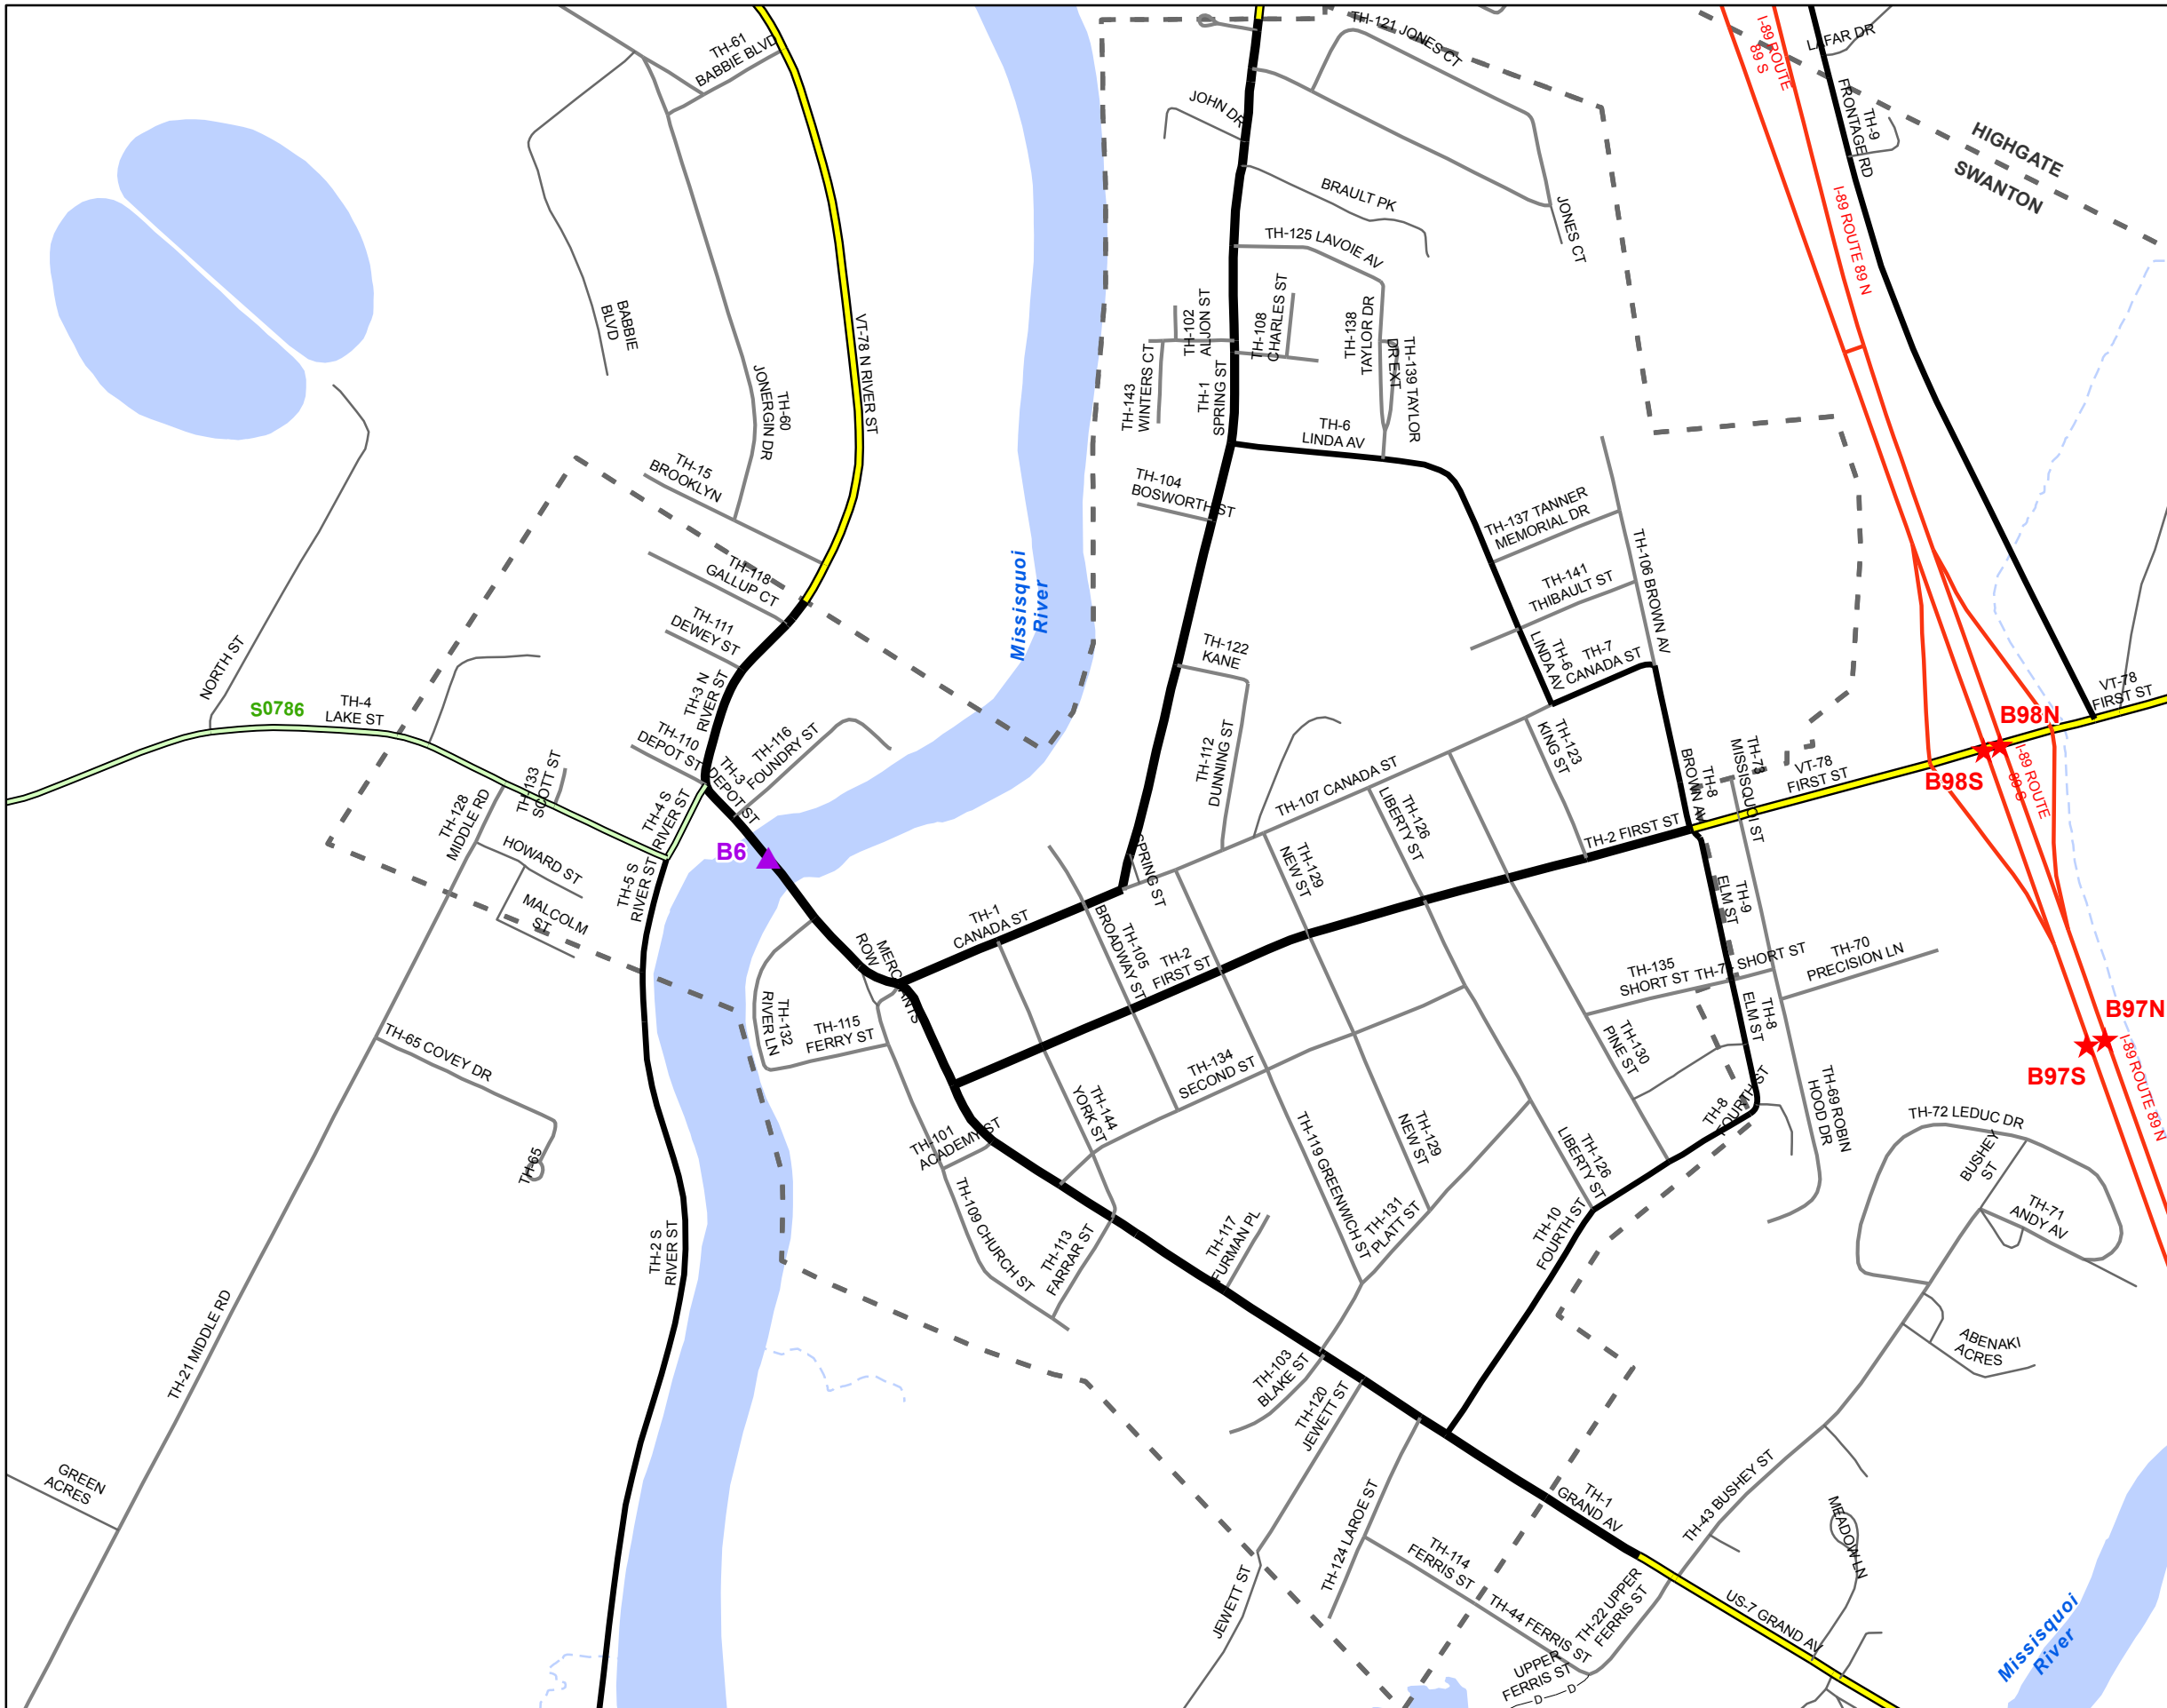 TH-61
BABBIE BLVD
TH-121 JONES CT
I-89 ROUTE
89 S
LAFAR DR
FRONTAGE RD
TH-9
HIGHGATE
SWANTON
JOHN DR
BRAULT PK
JONES CT
I-89 ROUTE 89 N
TH-125 LAVOIE AV
BABBIE
BLVD
VT-78 N RIVER ST
TH-60
JONERGIN DR
TH-102
ALJON ST
TH-108
CHARLES ST
TH-138
TAYLOR DR
TH-139 TAYLOR
DR EXT
TH-143
WINTERS CT
TH-1
SPRING ST
TH-6
LINDA AV
TH-15
BROOKLYN
TH-104
BOSWORTH ST
TH-137 TANNER
MEMORIAL DR
TH-106 BROWN AV
TH-118
GALLUP CT
Missisquoi
River
TH-141
THIBAULT ST
TH-111
DEWEY ST
TH-122
KANE
TH-6
LINDA AV
TH-7
CANADA ST
NORTH ST
S0786
TH-4
LAKE ST
TH-3 N
RIVER ST
VT-78
FIRST ST
B98N
TH-110
DEPOT ST
TH-116
FOUNDRY ST
TH-3
DEPOT ST
TH-112
DUNNING ST
TH-123
KING ST
TH-8
BROWN AV
TH-73
MISSISQUOI ST
VT-78
FIRST ST
B98S
I-89 ROUTE
89 S
TH-133
SCOTT ST
TH-128
MIDDLE RD
TH-4 S
RIVER ST
TH-107 CANADA ST
TH-126
LIBERTY ST
TH-2 FIRST ST
B6
HOWARD ST
TH-5 S
RIVER ST
SPRING ST
TH-129
NEW ST
TH-9
ELM ST
MALCOLM
ST
TH-1
CANADA ST
TH-105
BROADWAY ST
TH-2
FIRST ST
MERCHANTS
ROW
TH-135
SHORT ST
SHORT ST
TH-70
PRECISION LN
TH-132
RIVER LN
TH-115
FERRY ST
TH-8
ELM ST
B97N
B97S
I-89 ROUTE 89 N
TH-65 COVEY DR
TH-65
TH-134
SECOND ST
TH-130
PINE ST
TH-144
YORK ST
TH-101
ACADEMY ST
TH-129
NEW ST
TH-8
FOURTH ST
TH-69 ROBIN
HOOD DR
TH-72 LEDUC DR
BUSHEY
ST
TH-71
ANDY AV
TH-119 GREENWICH ST
TH-126
LIBERTY ST
TH-109 CHURCH ST
TH-113
FARRAR ST
TH-117
FURMAN PL
TH-131
PLATT ST
TH-10
FOURTH ST
TH-2 S
RIVER ST
TH-21 MIDDLE RD
ABENAKI
ACRES
TH-103
BLAKE ST
TH-120
JEWETT ST
GREEN
ACRES
TH-124 LAROE ST
TH-1
GRAND AV
TH-43 BUSHEY ST
MEADOW LN
TH-114
FERRIS ST
JEWETT ST
TH-44 FERRIS ST
TH-22 UPPER
FERRIS ST
US-7 GRAND AV
UPPER
FERRIS ST
D
D
Missisquoi
River